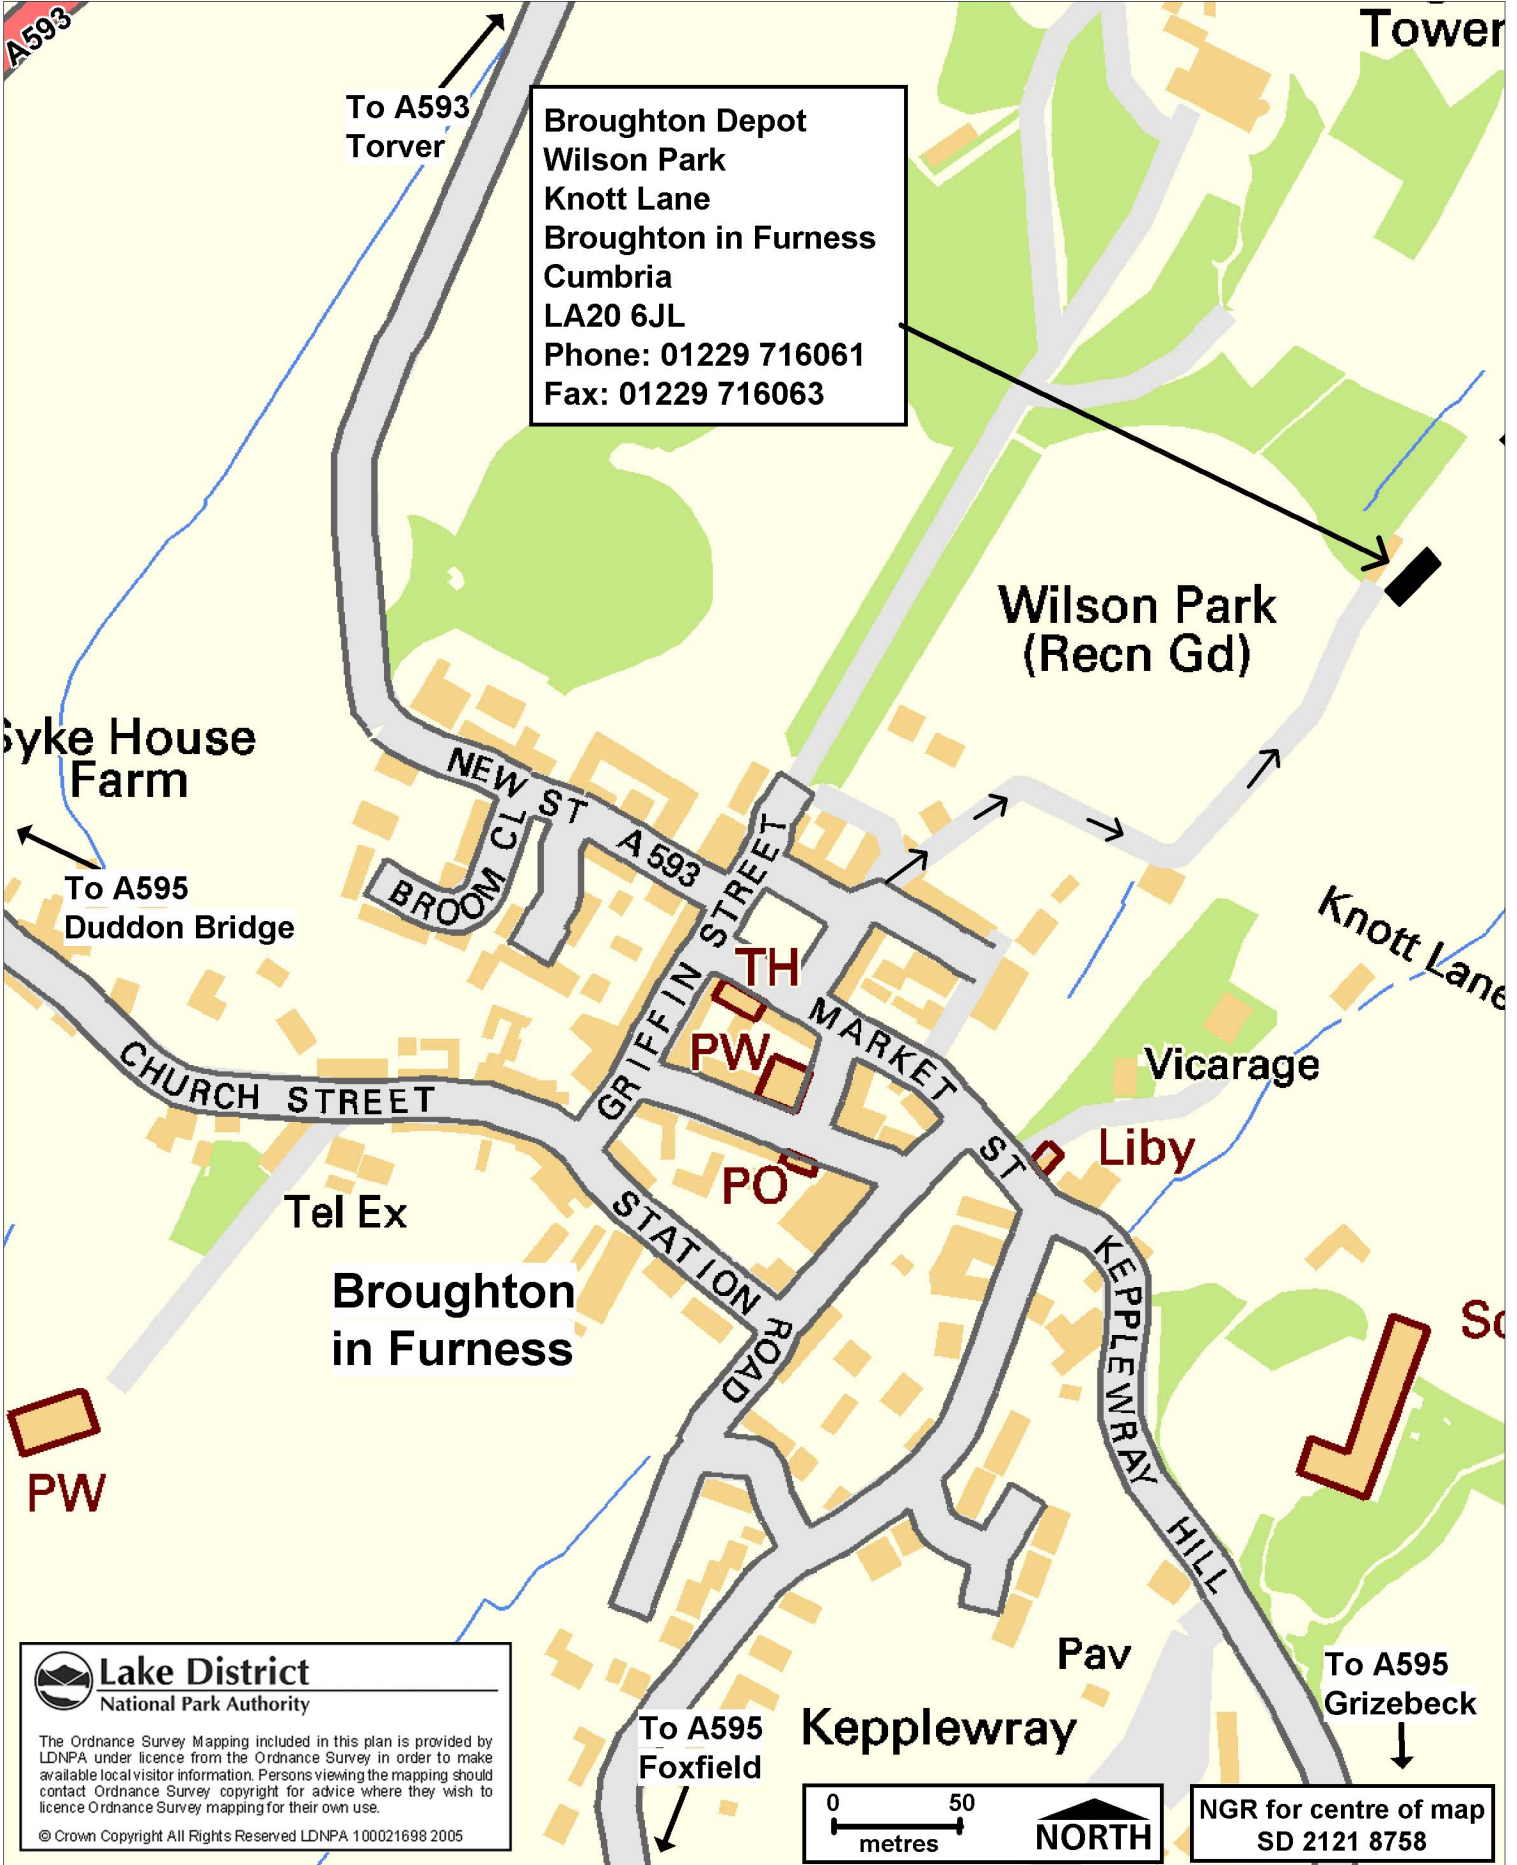 A593
Tower
To A593
Torver
Broughton Depot
Wilson Park
Knott Lane
Broughton in Furness
Cumbria
LA20 6JL
Phone: 01229 716061
Fax: 01229 716063
Wilson Park
(Recn Gd)
Syke House
Farm
NEW ST A 593
BROOM CL
GRIFFIN STREET
To A595
Duddon Bridge
Knott Lane
TH
MARKET ST
PW
Vicarage
CHURCH STREET
Liby
PO
Tel Ex
STATION ROAD
KEPPLEWRAY HILL
Broughton
in Furness
Sc
PW
Pav
To A595
Grizebeck
Kepplewray
To A595
Foxfield
Lake District
National Park Authority
The Ordnance Survey Mapping included in this plan is provided by
LDNPA under licence from the Ordnance Survey in order to make
available local visitor information. Persons viewing the mapping should
contact Ordnance Survey copyright for advice where they wish to
licence Ordnance Survey mapping for their own use.
© Crown Copyright All Rights Reserved LDNPA 100021698 2005
0 50
metres
NORTH
NGR for centre of map
SD 2121 8758